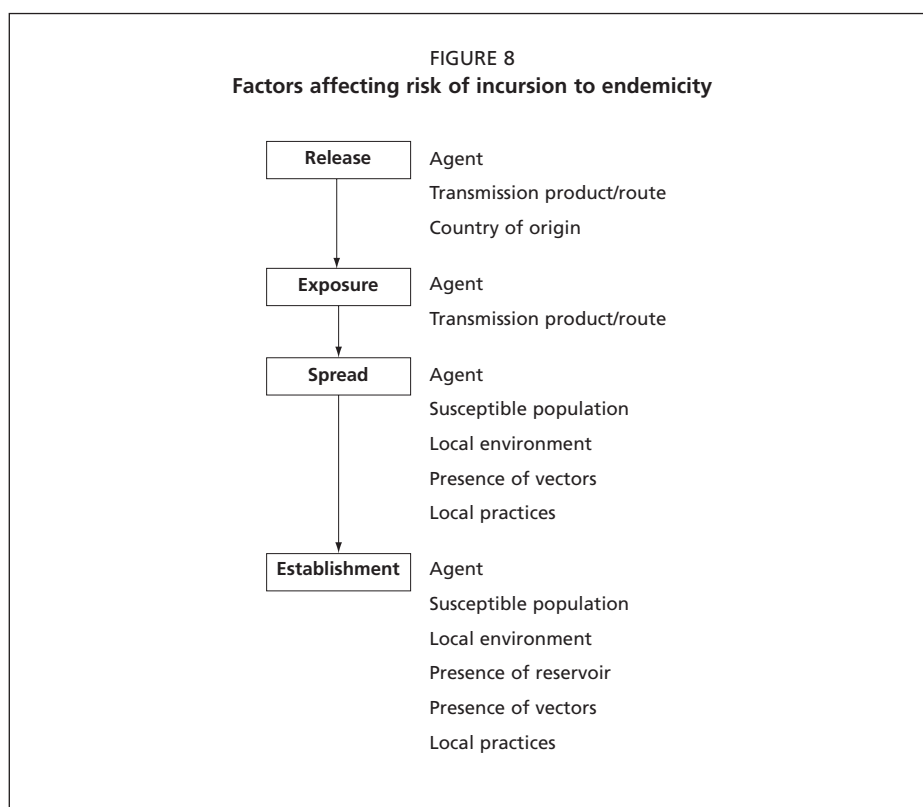 FIGURE 8
Factors affecting risk of incursion to endemicity
Release
Agent
Transmission product/route
Country of origin
Exposure
Agent
Transmission product/route
Spread
Agent
Susceptible population
Local environment
Presence of vectors
Local practices
Establishment
Agent
Susceptible population
Local environment
Presence of reservoir
Presence of vectors
Local practices